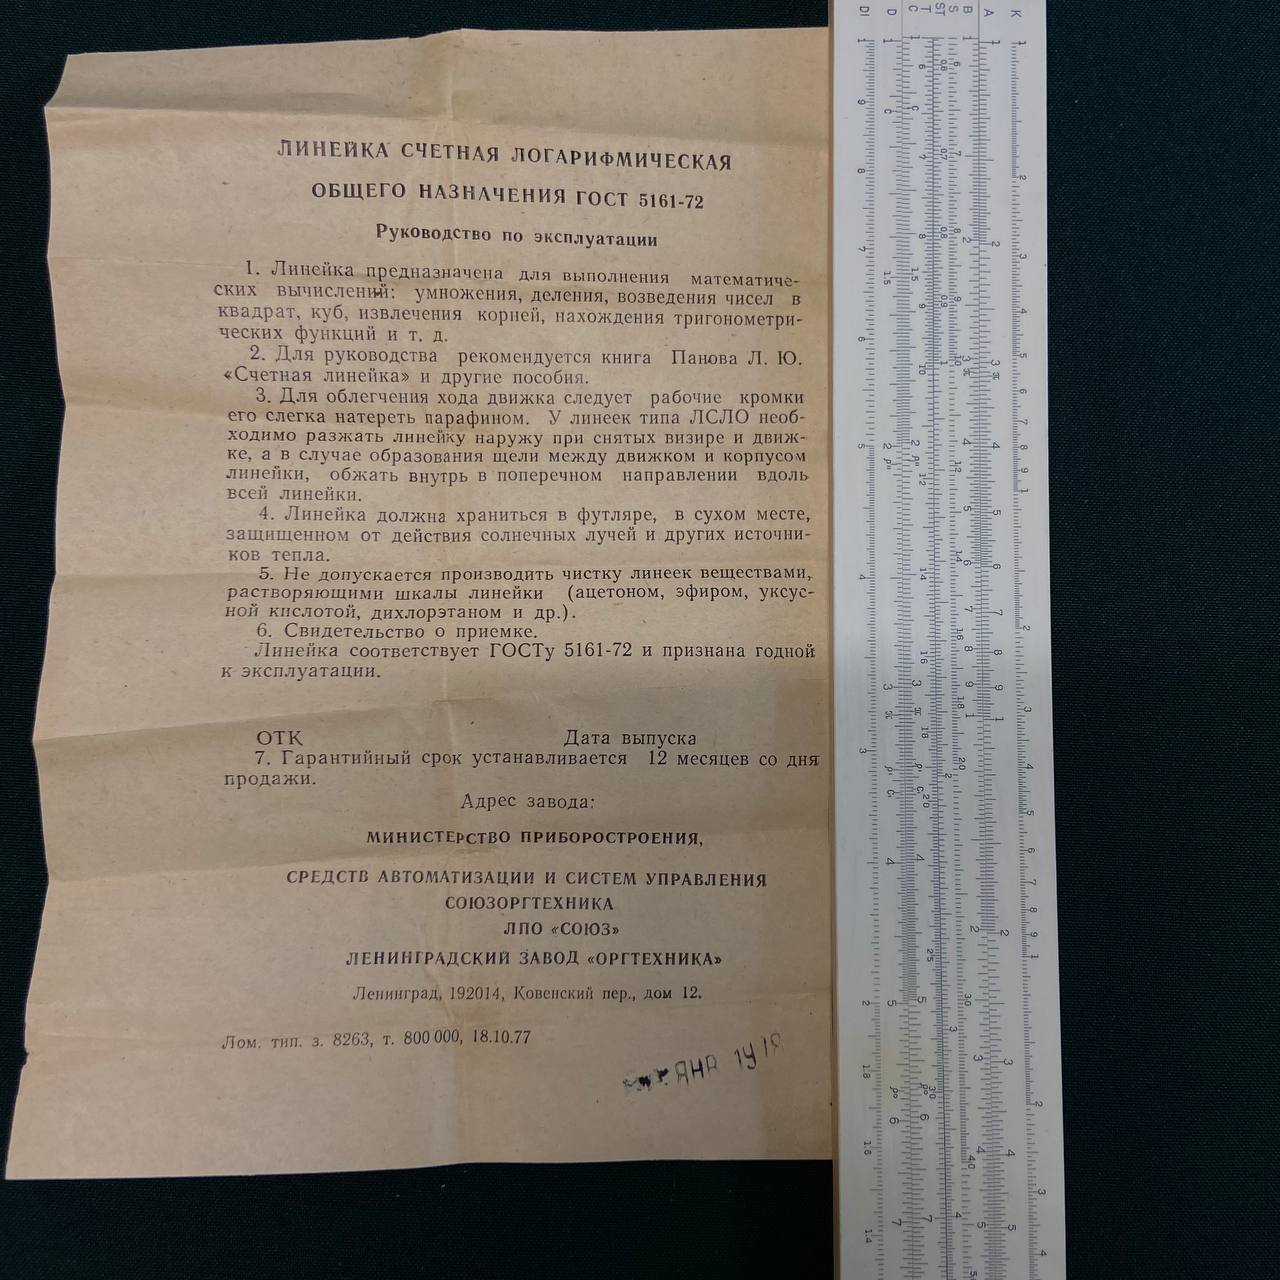 ЛИНЕЙКА СЧЕТНАЯ ЛОГАРИФМИЧЕСКАЯ
ОБЩЕГО НАЗНАЧЕНИЯ ГОСТ 5161-72
Руководство по эксплуатации
1. Линейка предназначена для выполнения математиче-
ских вычислений: умножения, деления, возведения чисел в
квадрат, куб, извлечения корней, нахождения тригонометри-
ческих функций и т. д.
2. Для руководства рекомендуется книга Панова Л. Ю.
«Счетная линейка» и другие пособия.
3. Для облегчения хода движка следует рабочие кромки
его слегка натереть парафином. У линеек типа ЛСЛО необ-
ходимо разжать линейку наружу при снятых визире и движ-
ке, а в случае образования щели между движком и корпусом
линейки, обжать внутрь в поперечном направлении вдоль
всей линейки.
4. Линейка должна храниться в футляре, в сухом месте,
защищенном от действия солнечных лучей и других источни-
ков тепла.
5. Не допускается производить чистку линеек веществами,
растворяющими шкалы линейки (ацетоном, эфиром, уксус-
ной кислотой, дихлорэтаном и др.).
6. Свидетельство о приемке.
Линейка соответствует ГОСТу 5161-72 и признана годной
к эксплуатации.
ОТК Дата выпуска
7. Гарантийный срок устанавливается 12 месяцев со дня
продажи.
Адрес завода:
МИНИСТЕРСТВО ПРИБОРОСТРОЕНИЯ,
СРЕДСТВ АВТОМАТИЗАЦИИ И СИСТЕМ УПРАВЛЕНИЯ
СОЮЗОРГТЕХНИКА
ЛПО «СОЮЗ»
ЛЕНИНГРАДСКИЙ ЗАВОД «ОРГТЕХНИКА»
Ленинград, 192014, Ковенский пер., дом 12.
Лом. тип. з. 8263, т. 800 000, 18.10.77
ЯНВ
K
A
B
S
ST
T
C
D
DI